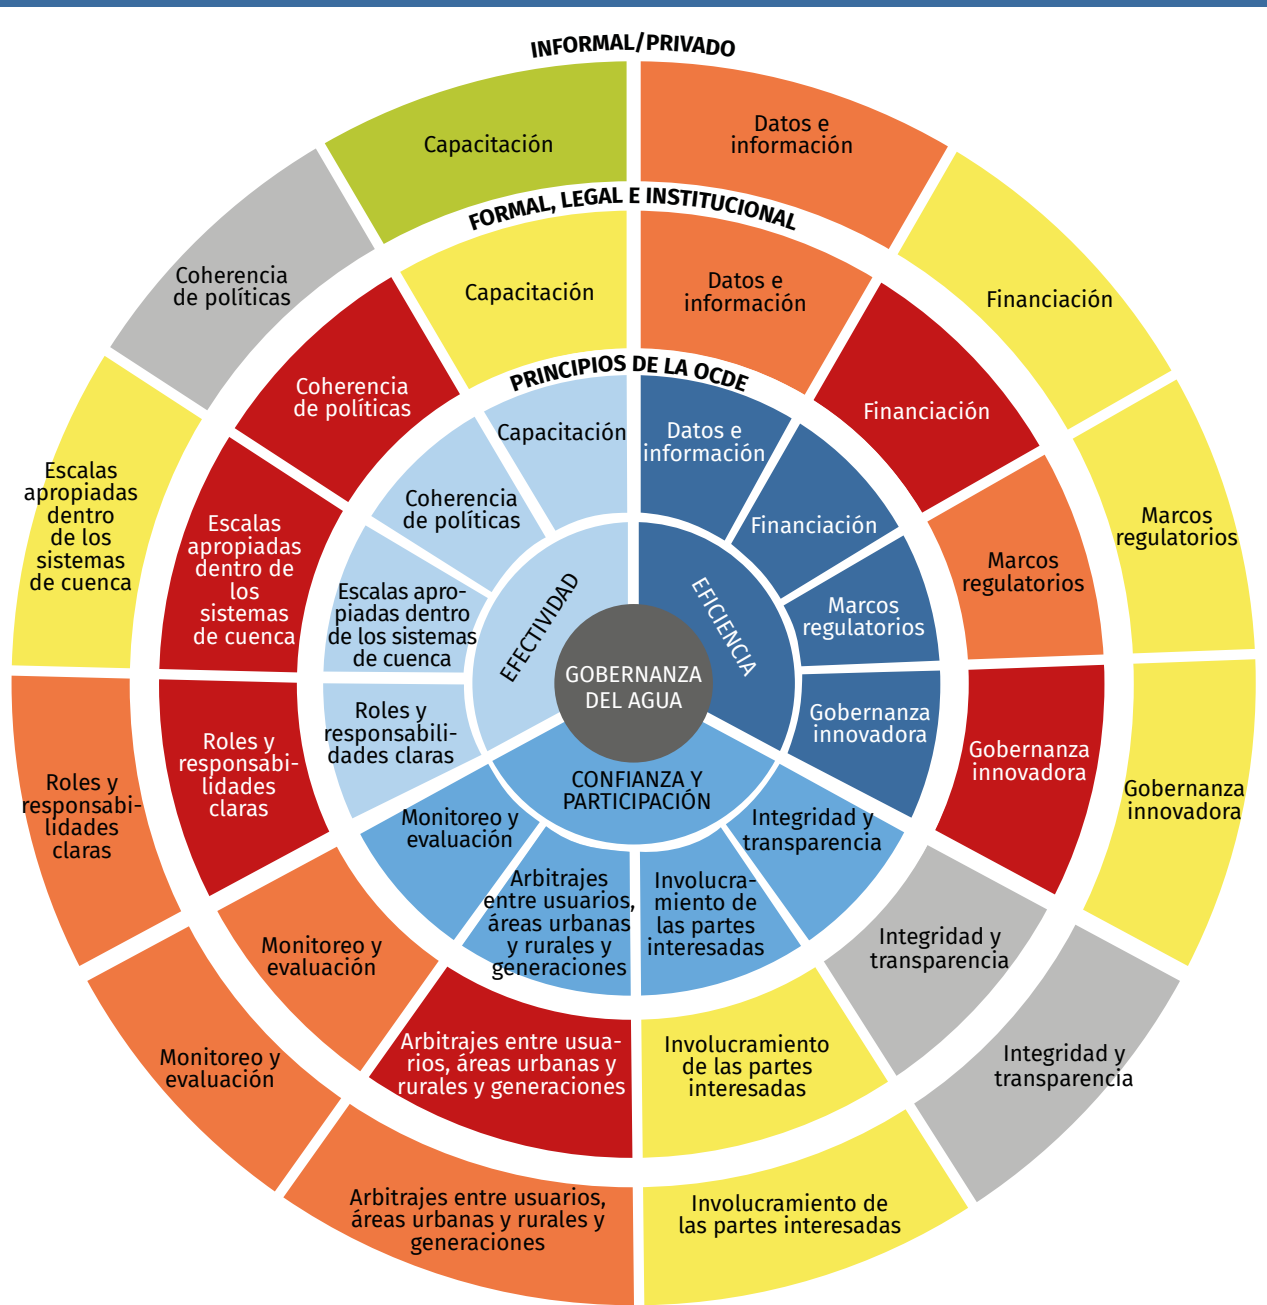 INFORMAL/PRIVADO
Capacitación
Datos e
información
Financiación
Marcos
regulatorios
Gobernanza
innovadora
Integridad y
transparencia
Involucramiento de
las partes interesadas
Arbitrajes entre usuarios,
áreas urbanas y rurales y
generaciones
Monitoreo y
evaluación
Roles y
responsabi-
lidades
claras
Escalas
apropiadas
dentro
de los
sistemas
de cuenca
Coherencia
de políticas
FORMAL, LEGAL E INSTITUCIONAL
Capacitación
Datos e
información
Financiación
Marcos
regulatorios
Gobernanza
innovadora
Integridad y
transparencia
Involucramiento
de las partes
interesadas
Arbitrajes entre usua-
rios, áreas urbanas y
rurales y generaciones
Monitoreo y
evaluación
Roles y
responsabi-
lidades
claras
Escalas
apropiadas
dentro de
los
sistemas
de cuenca
Coherencia
de políticas
PRINCIPIOS DE LA OCDE
Capacitación
Datos e
información
Financiación
Marcos
regulatorios
Gobernanza
innovadora
Integridad y
transparencia
Involucra-
miento de
las partes
interesadas
Arbitrajes
entre usuarios,
áreas urbanas
y rurales y
generaciones
Monitoreo y
evaluación
Roles y
responsabili-
dades claras
Escalas apro-
piadas dentro
de los sistemas
de cuenca
Coherencia
de políticas
EFECTIVIDAD
EFICIENCIA
CONFIANZA Y
PARTICIPACIÓN
GOBERNANZA
DEL AGUA